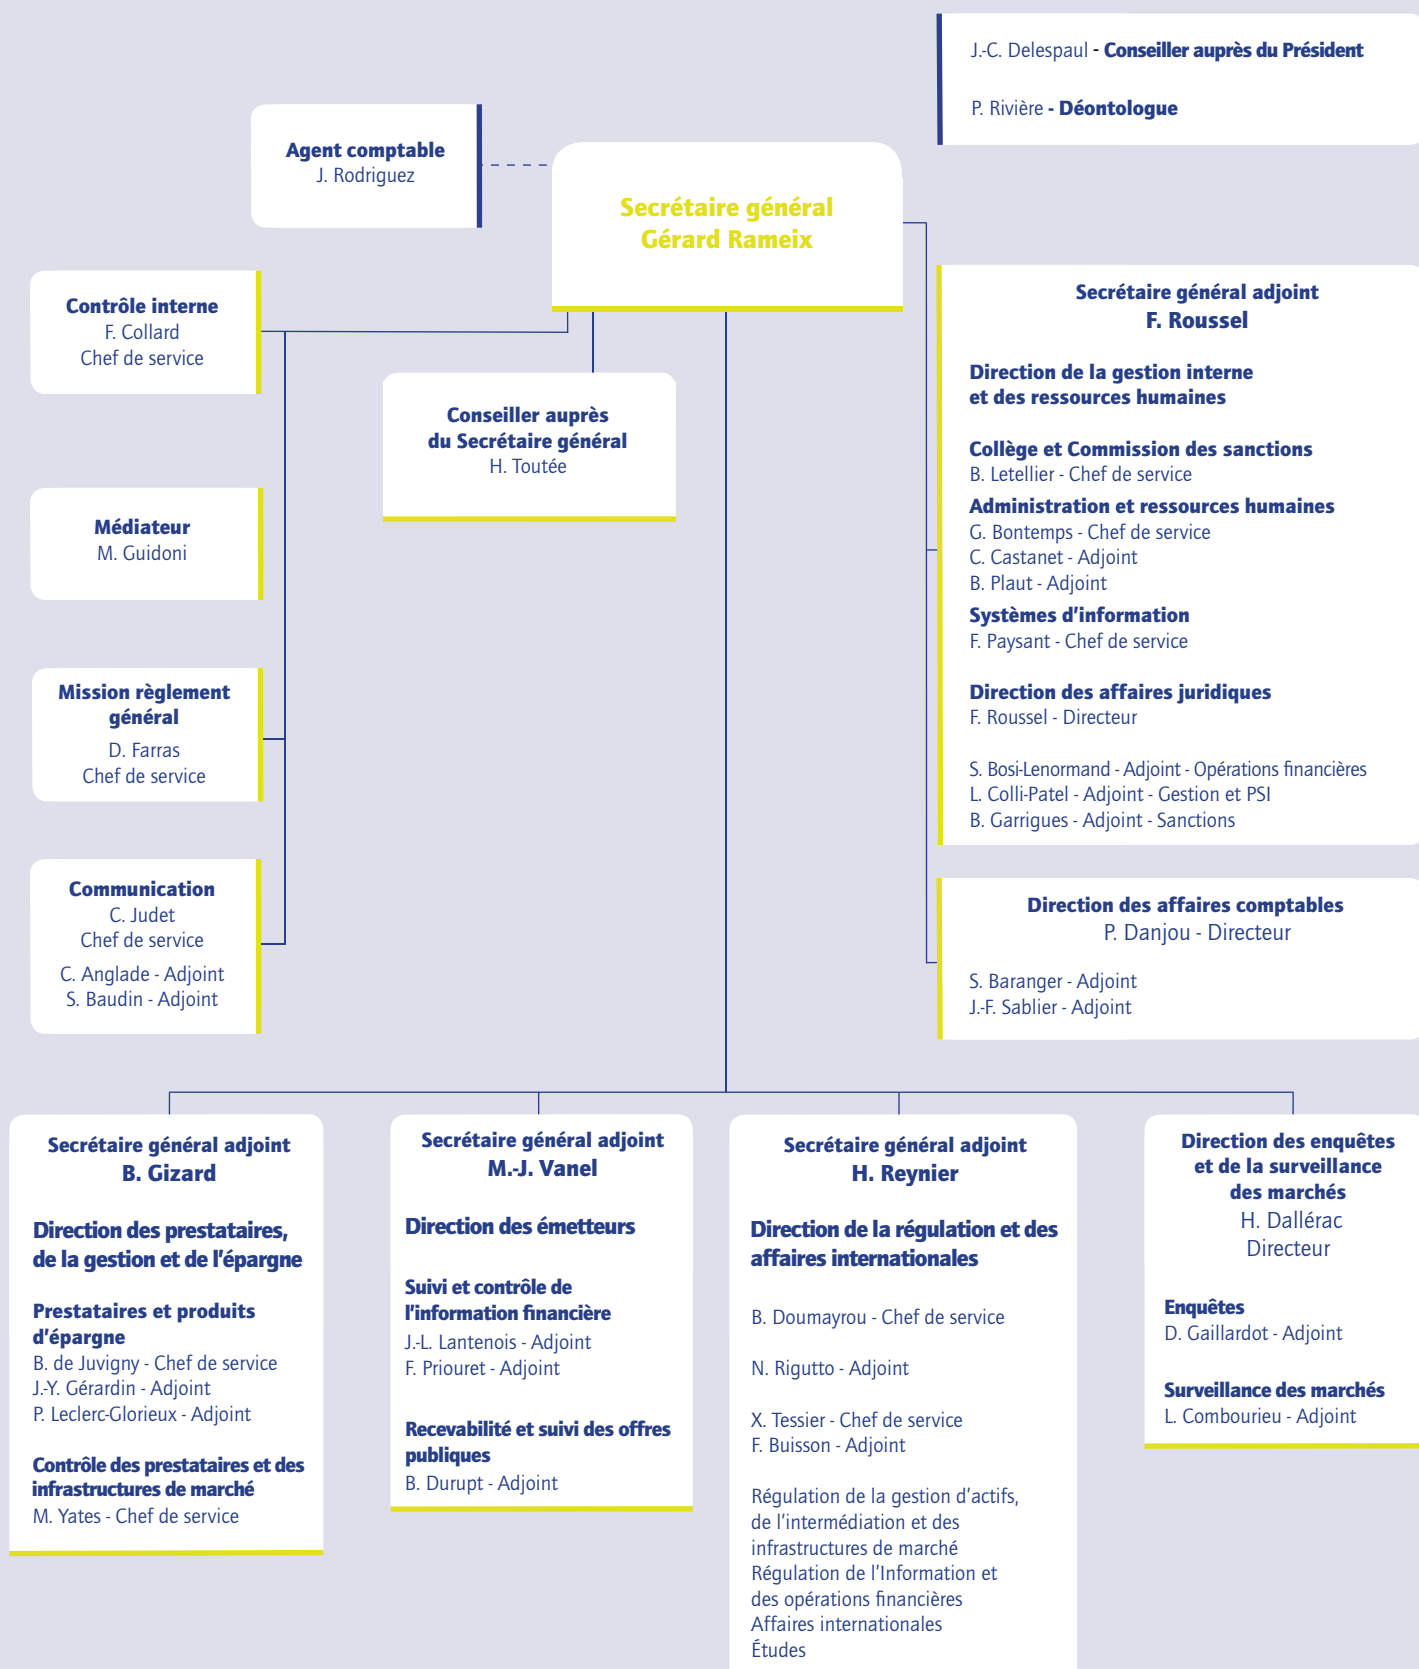 J.-C. Delespaul - Conseiller auprès du Président
P. Rivière - Déontologue
Agent comptable
J. Rodriguez
Secrétaire général
Gérard Rameix
Contrôle interne
F. Collard
Chef de service
Conseiller auprès
du Secrétaire général
H. Toutée
Médiateur
M. Guidoni
Mission règlement
général
D. Farras
Chef de service
Communication
C. Judet
Chef de service
C. Anglade - Adjoint
S. Baudin - Adjoint
Secrétaire général adjoint
F. Roussel
Direction de la gestion interne
et des ressources humaines
Collège et Commission des sanctions
B. Letellier - Chef de service
Administration et ressources humaines
G. Bontemps - Chef de service
C. Castanet - Adjoint
B. Plaut - Adjoint
Systèmes d'information
F. Paysant - Chef de service
Direction des affaires juridiques
F. Roussel - Directeur
S. Bosi-Lenormand - Adjoint - Opérations financières
L. Colli-Patel - Adjoint - Gestion et PSI
B. Garrigues - Adjoint - Sanctions
Direction des affaires comptables
P. Danjou - Directeur
S. Baranger - Adjoint
J.-F. Sablier - Adjoint
Secrétaire général adjoint
B. Gizard
Direction des prestataires,
de la gestion et de l'épargne
Prestataires et produits
d'épargne
B. de Juvigny - Chef de service
J.-Y. Gérardin - Adjoint
P. Leclerc-Glorieux - Adjoint
Contrôle des prestataires et des
infrastructures de marché
M. Yates - Chef de service
Secrétaire général adjoint
M.-J. Vanel
Direction des émetteurs
Suivi et contrôle de
l'information financière
J.-L. Lantenois - Adjoint
F. Priouret - Adjoint
Recevabilité et suivi des offres
publiques
B. Durupt - Adjoint
Secrétaire général adjoint
H. Reynier
Direction de la régulation et des
affaires internationales
B. Doumayrou - Chef de service
N. Rigutto - Adjoint
X. Tessier - Chef de service
F. Buisson - Adjoint
Régulation de la gestion d'actifs,
de l'intermédiation et des
infrastructures de marché
Régulation de l'Information et
des opérations financières
Affaires internationales
Études
Direction des enquêtes
et de la surveillance
des marchés
H. Dallérac
Directeur
Enquêtes
D. Gaillardot - Adjoint
Surveillance des marchés
L. Combourieu - Adjoint